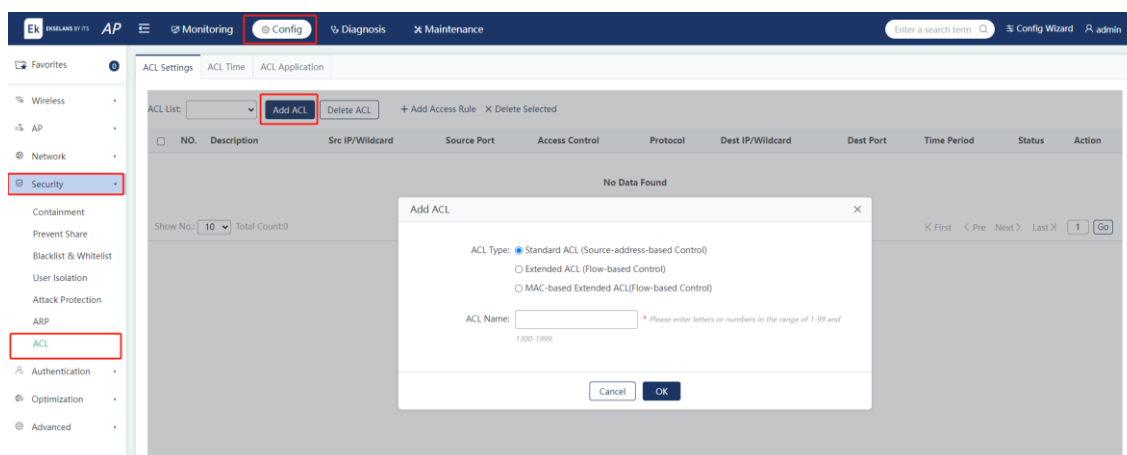 Ek EKSELANS BY ITS AP Monitoring Config Diagnosis Maintenance Enter a search term Config Wizard admin
Favorites 0
ACL Settings ACL Time ACL Application
Wireless
ACL List: Add ACL Delete ACL + Add Access Rule X Delete Selected
AP
NO. Description Src IP/Wildcard Source Port Access Control Protocol Dest IP/Wildcard Dest Port Time Period Status Action
Network
Security
No Data Found
Containment
Add ACL
Prevent Share
Show No.: 10 Total Count:0
First Pre Next Last 1 Go
Blacklist & Whitelist
ACL Type: Standard ACL (Source-address-based Control)
User Isolation
Extended ACL (Flow-based Control)
Attack Protection
MAC-based Extended ACL(Flow-based Control)
ARP
ACL Name: * Please enter letters or numbers in the range of 1-99 and
1300-1999.
ACL
Authentication
Cancel OK
Optimization
Advanced